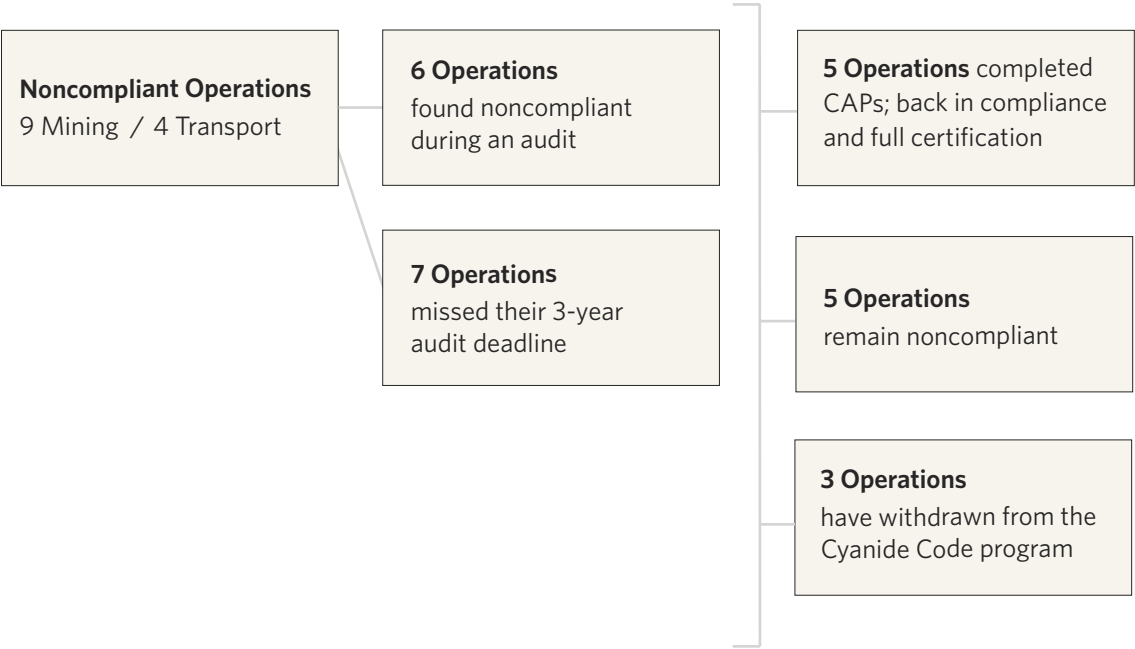 Noncompliant Operations
9 Mining / 4 Transport
6 Operations
found noncompliant
during an audit
7 Operations
missed their 3-year
audit deadline
5 Operations completed
CAPs; back in compliance
and full certification
5 Operations
remain noncompliant
3 Operations
have withdrawn from the
Cyanide Code program